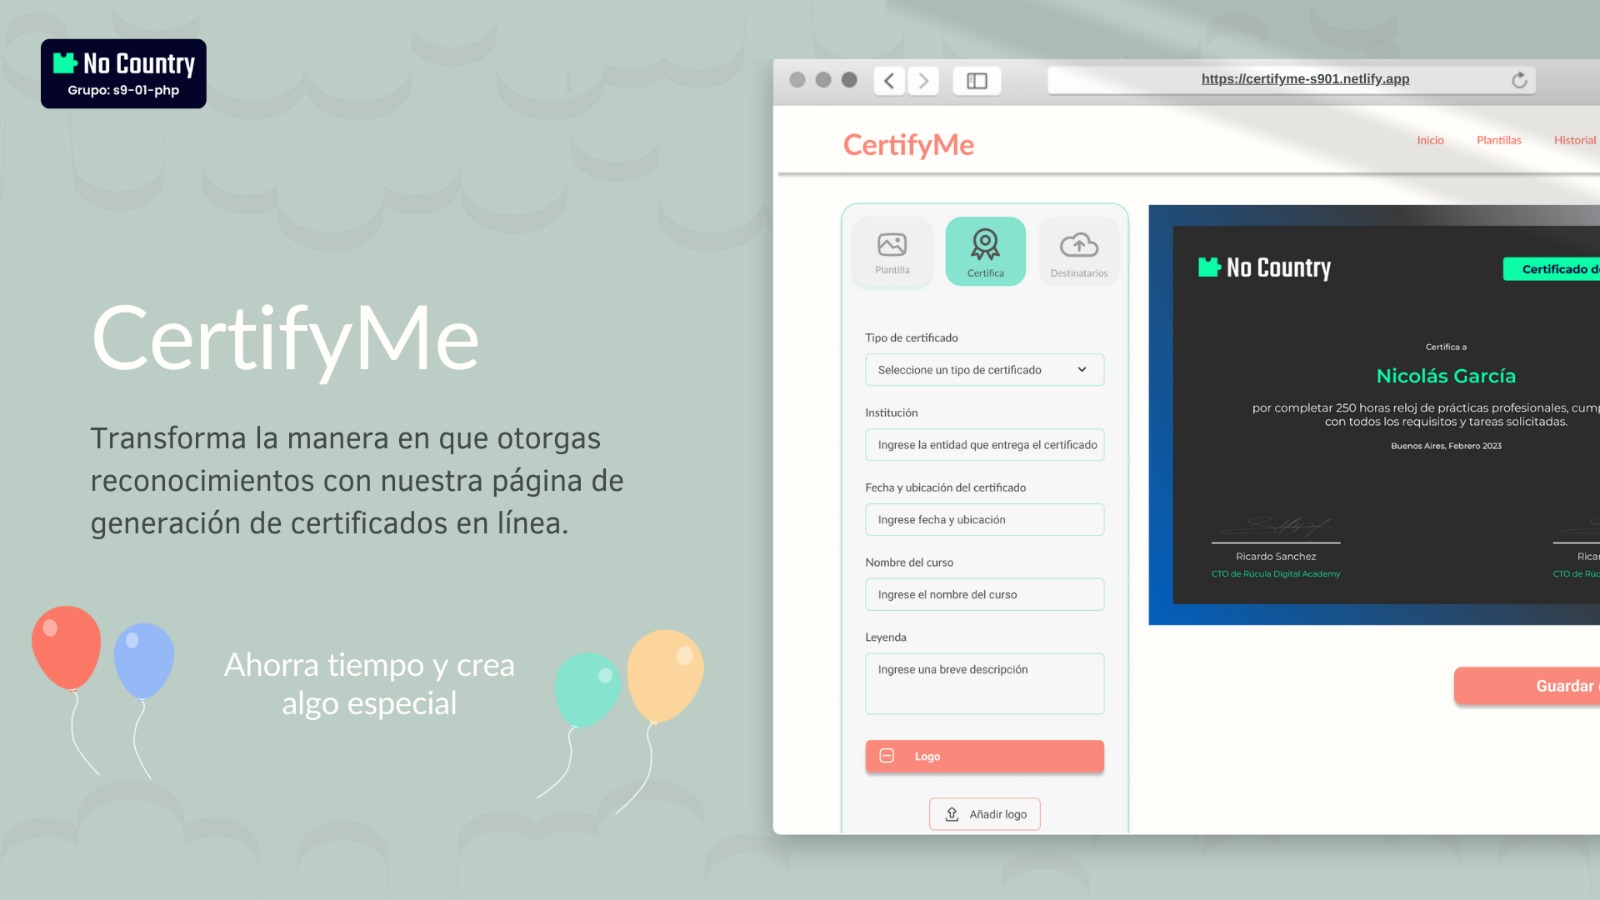 No Country
Grupo: s9-01-php
CertifyMe
Transforma la manera en que otorgas
reconocimientos con nuestra página de
generación de certificados en línea.
Ahorra tiempo y crea
algo especial
https://certifyme-s901.netlify.app
CertifyMe
Inicio
Plantillas
Historial
Plantilla
Certifica
Destinatarios
Tipo de certificado
Seleccione un tipo de certificado
Institución
Ingrese la entidad que entrega el certificado
Fecha y ubicación del certificado
Ingrese fecha y ubicación
Nombre del curso
Ingrese el nombre del curso
Leyenda
Ingrese una breve descripción
Logo
Añadir logo
No Country
Certificado d
Certifica a
Nicolás García
por completar 250 horas reloj de prácticas profesionales, cum
con todos los requisitos y tareas solicitadas.
Buenos Aires, Febrero 2023
Ricardo Sanchez
CTO de Rúcula Digital Academy
Rica
CTO de Rúc
Guardar